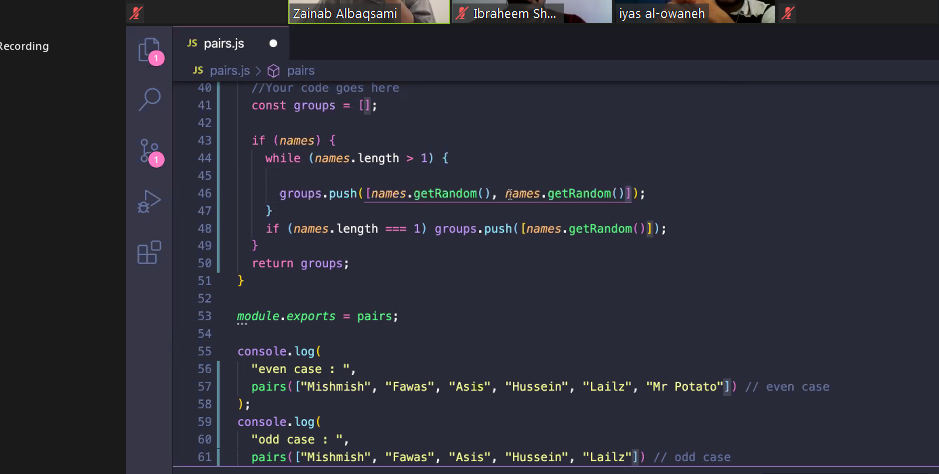 Zainab Albaqsami
Ibraheem Sh...
iyas al-owaneh
Recording
JS pairs.js
JS pairs.js > pairs
1
1
40 //Your code goes here
41 const groups = [];
42
43 if (names) {
44 while (names.length > 1) {
45
46 groups.push([names.getRandom(), names.getRandom()]);
47 }
48 if (names.length === 1) groups.push([names.getRandom()]);
49 }
50 return groups;
51 }
52
53 module.exports = pairs;
54
55 console.log(
56 "even case : ",
57 pairs(["Mishmish", "Fawas", "Asis", "Hussein", "Lailz", "Mr Potato"]) // even case
58 );
59 console.log(
60 "odd case : ",
61 pairs(["Mishmish", "Fawas", "Asis", "Hussein", "Lailz"]) // odd case